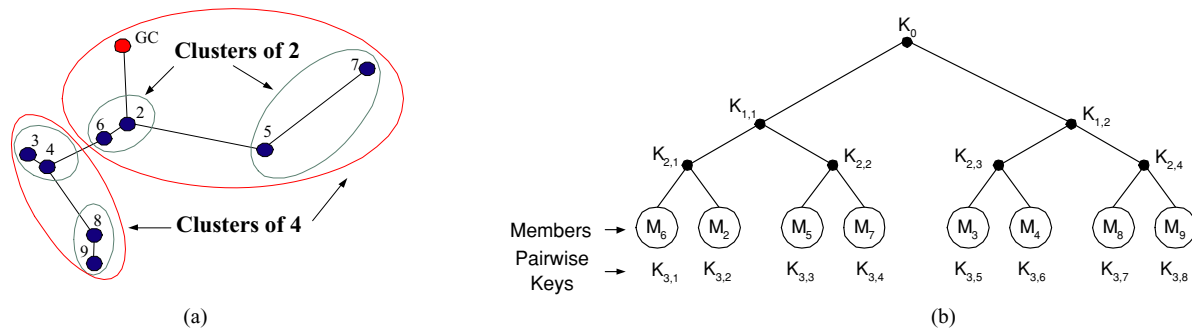 GC
Clusters of 2
7
6
2
5
3
4
8
9
Clusters of 4
(a)
K0
K1,1
K1,2
K2,1
K2,2
K2,3
K2,4
Members
M6
M2
M5
M7
M3
M4
M8
M9
Pairwise
Keys
K3,1
K3,2
K3,3
K3,4
K3,5
K3,6
K3,7
K3,8
(b)